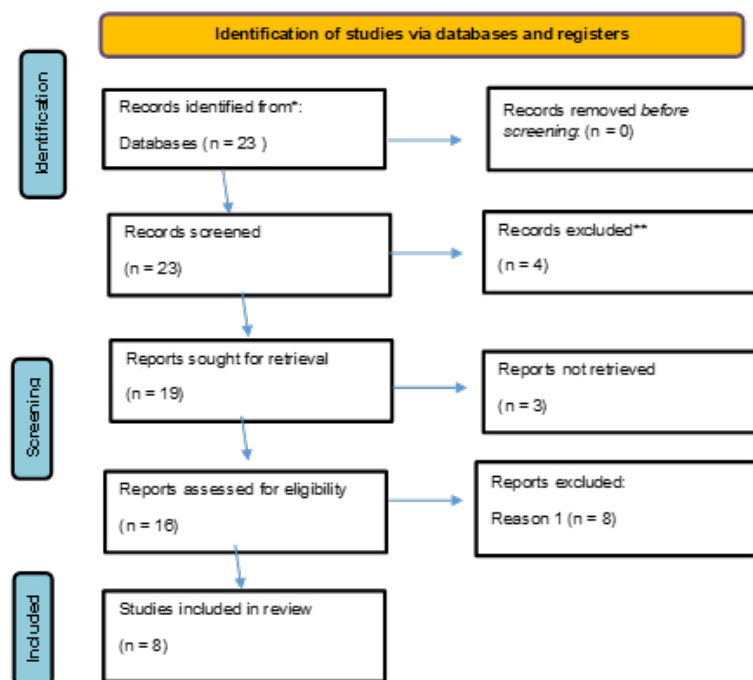 Identification of studies via databases and registers
Identification
Records identified from*:
Databases (n = 23 )
Records removed before
screening: (n = 0)
Records screened
(n = 23)
Records excluded**
(n = 4)
Screening
Reports sought for retrieval
(n = 19)
Reports not retrieved
(n = 3)
Reports assessed for eligibility
(n = 16)
Reports excluded:
Reason 1 (n = 8)
Included
Studies included in review
(n = 8)